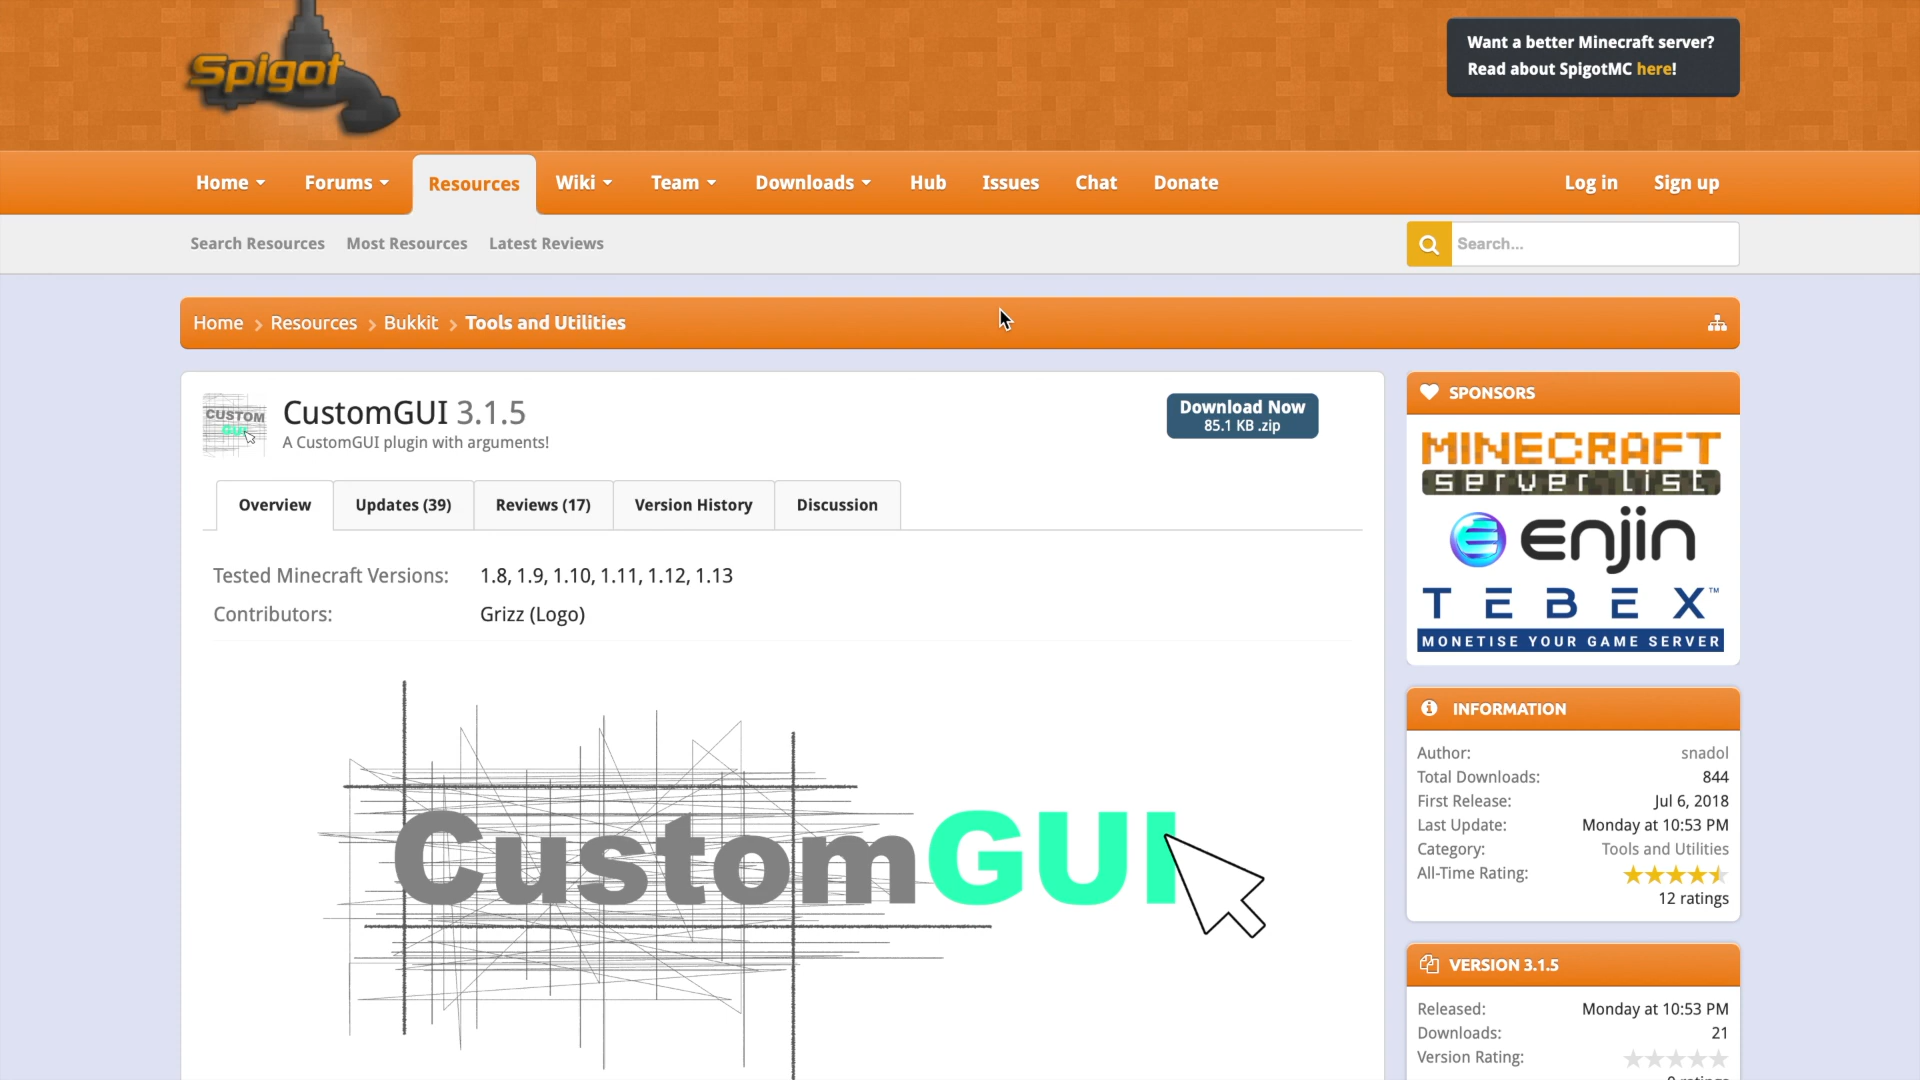 Spigot
Want a better Minecraft server?
Read about SpigotMC here!
Home Forums Resources Wiki Team Downloads Hub Issues Chat Donate Log in Sign up
Search Resources Most Resources Latest Reviews Search...
Home Resources Bukkit Tools and Utilities
CUSTOM
GUI
CustomGUI 3.1.5
A CustomGUI plugin with arguments!
Download Now
85.1 KB .zip
Overview Updates (39) Reviews (17) Version History Discussion
Tested Minecraft Versions: 1.8, 1.9, 1.10, 1.11, 1.12, 1.13
Contributors: Grizz (Logo)
CustomGUI
SPONSORS
MINECRAFT
server list
enjin
TEBEX™
MONETISE YOUR GAME SERVER
INFORMATION
Author: snadol
Total Downloads: 844
First Release: Jul 6, 2018
Last Update: Monday at 10:53 PM
Category: Tools and Utilities
All-Time Rating:
12 ratings
VERSION 3.1.5
Released: Monday at 10:53 PM
Downloads: 21
Version Rating: